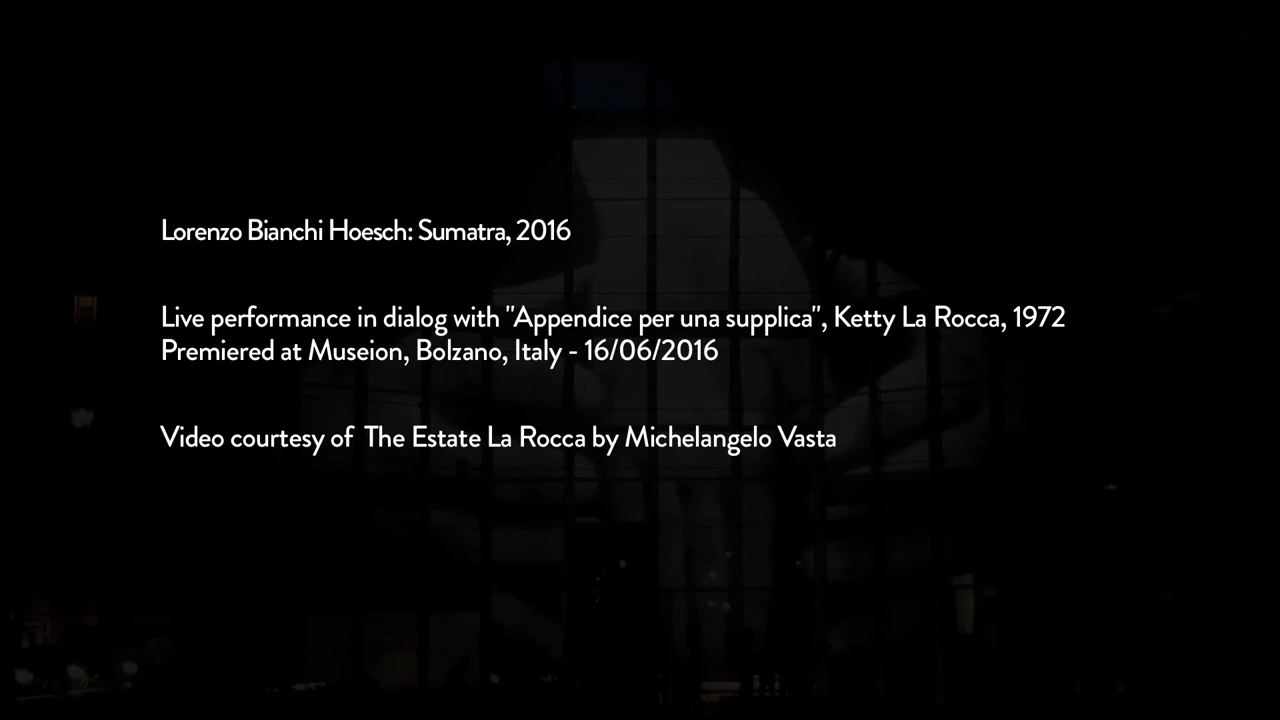 Lorenzo Bianchi Hoesch: Sumatra, 2016
Live performance in dialog with "Appendice per una supplica", Ketty La Rocca, 1972
Premiered at Museion, Bolzano, Italy - 16/06/2016
Video courtesy of  The Estate La Rocca by Michelangelo Vasta